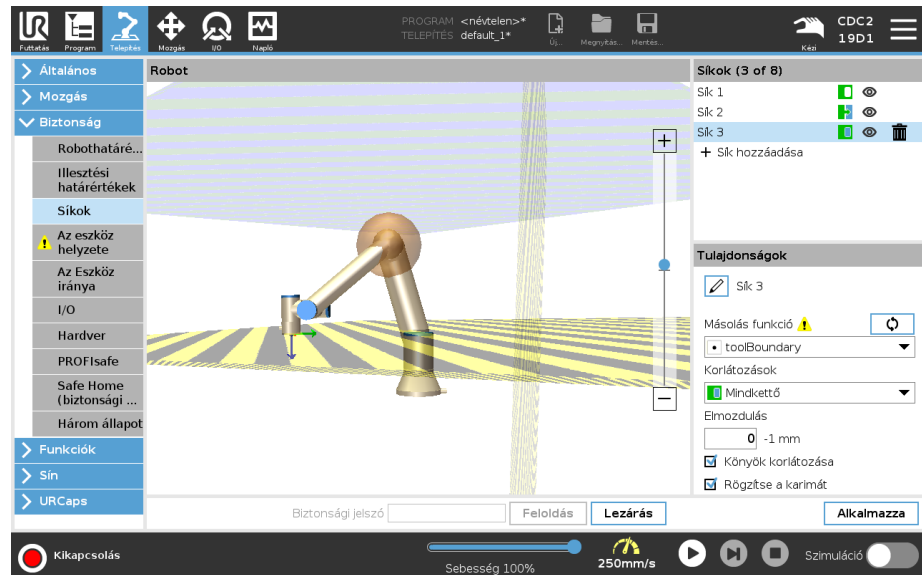 PROGRAM <névtelen>*
TELEPÍTÉS default_1*
CDC2
19D1
Futtatás
Program
Telepítés
Mozgás
I/O
Napló
Új...
Megnyitás...
Mentés...
Kézi
Általános
Mozgás
Biztonság
Robothatáré...
Illesztési
határértékek
Síkok
Az eszköz
helyzete
Az Eszköz
iránya
I/O
Hardver
PROFIsafe
Safe Home
(biztonsági ...
Három állapot
Funkciók
Sín
URCaps
Robot
Síkok (3 of 8)
Sík 1
Sík 2
Sík 3
+ Sík hozzáadása
Tulajdonságok
Sík 3
Másolás funkció
toolBoundary
Korlátozások
Mindkettő
Elmozdulás
0 -1 mm
Könyök korlátozása
Rögzítse a karimát
Biztonsági jelszó
Feloldás
Lezárás
Alkalmazza
Kikapcsolás
Sebesség 100%
250mm/s
Szimuláció